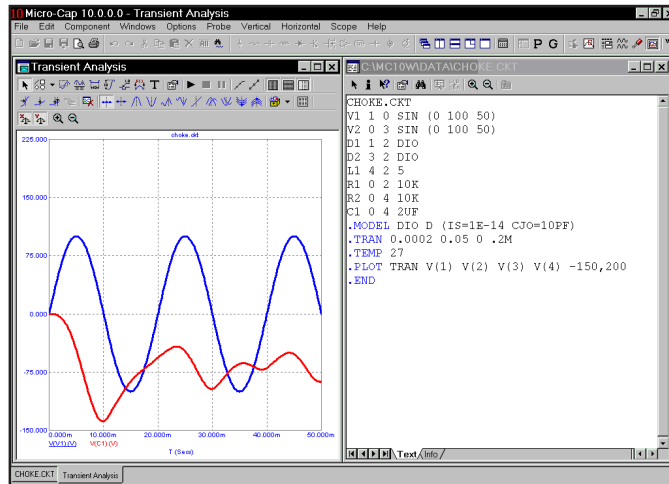 10 Micro-Cap 10.0.0.0 - Transient Analysis
File Edit Component Windows Options Probe Vertical Horizontal Scope Help
P G
Transient Analysis
T
choke.ckt
225.000
150.000
75.000
0.000
-75.000
-150.000
0.000m 10.000m 20.000m 30.000m 40.000m 50.000m
V(V1) (V) V(C1) (V)
T (Secs)
C:\MC10W\DATA\CHOKE.CKT
CHOKE.CKT
V1 1 0 SIN (0 100 50)
V2 0 3 SIN (0 100 50)
D1 1 2 DIO
D2 3 2 DIO
L1 4 2 5
R1 0 2 10K
R2 0 4 10K
C1 0 4 2UF
.MODEL DIO D (IS=1E-14 CJO=10PF)
.TRAN 0.0002 0.05 0 .2M
.TEMP 27
.PLOT TRAN V(1) V(2) V(3) V(4) -150,200
.END
Text Info
CHOKE.CKT Transient Analysis